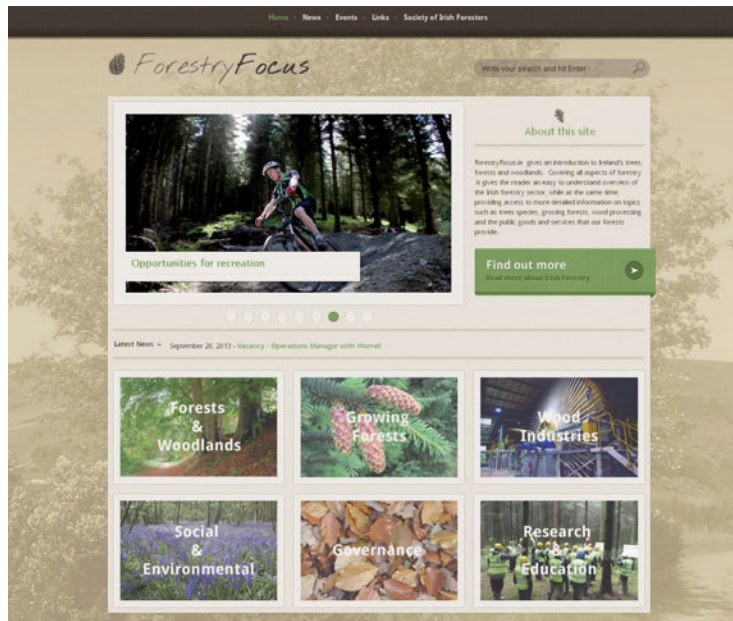 Home · News · Events · Links · Society of Irish Foresters
ForestryFocus
Write your search and hit Enter
Opportunities for recreation
About this site
ForestryFocus.ie gives an introduction to Ireland's trees,
forests and woodlands. Covering all aspects of forestry
it gives the reader an easy to understand overview of
the Irish forestry sector, while at the same time,
providing access to more detailed information on topics
such as trees species, growing forests, wood processing
and the public goods and services that our forests
provide.
Find out more
Read more about Irish Forestry
Latest News → September 20, 2013 - Vacancy - Operations Manager with Worrell
Forests
&
Woodlands
Growing
Forests
Wood
Industries
Social
&
Environmental
Governance
Research
&
Education